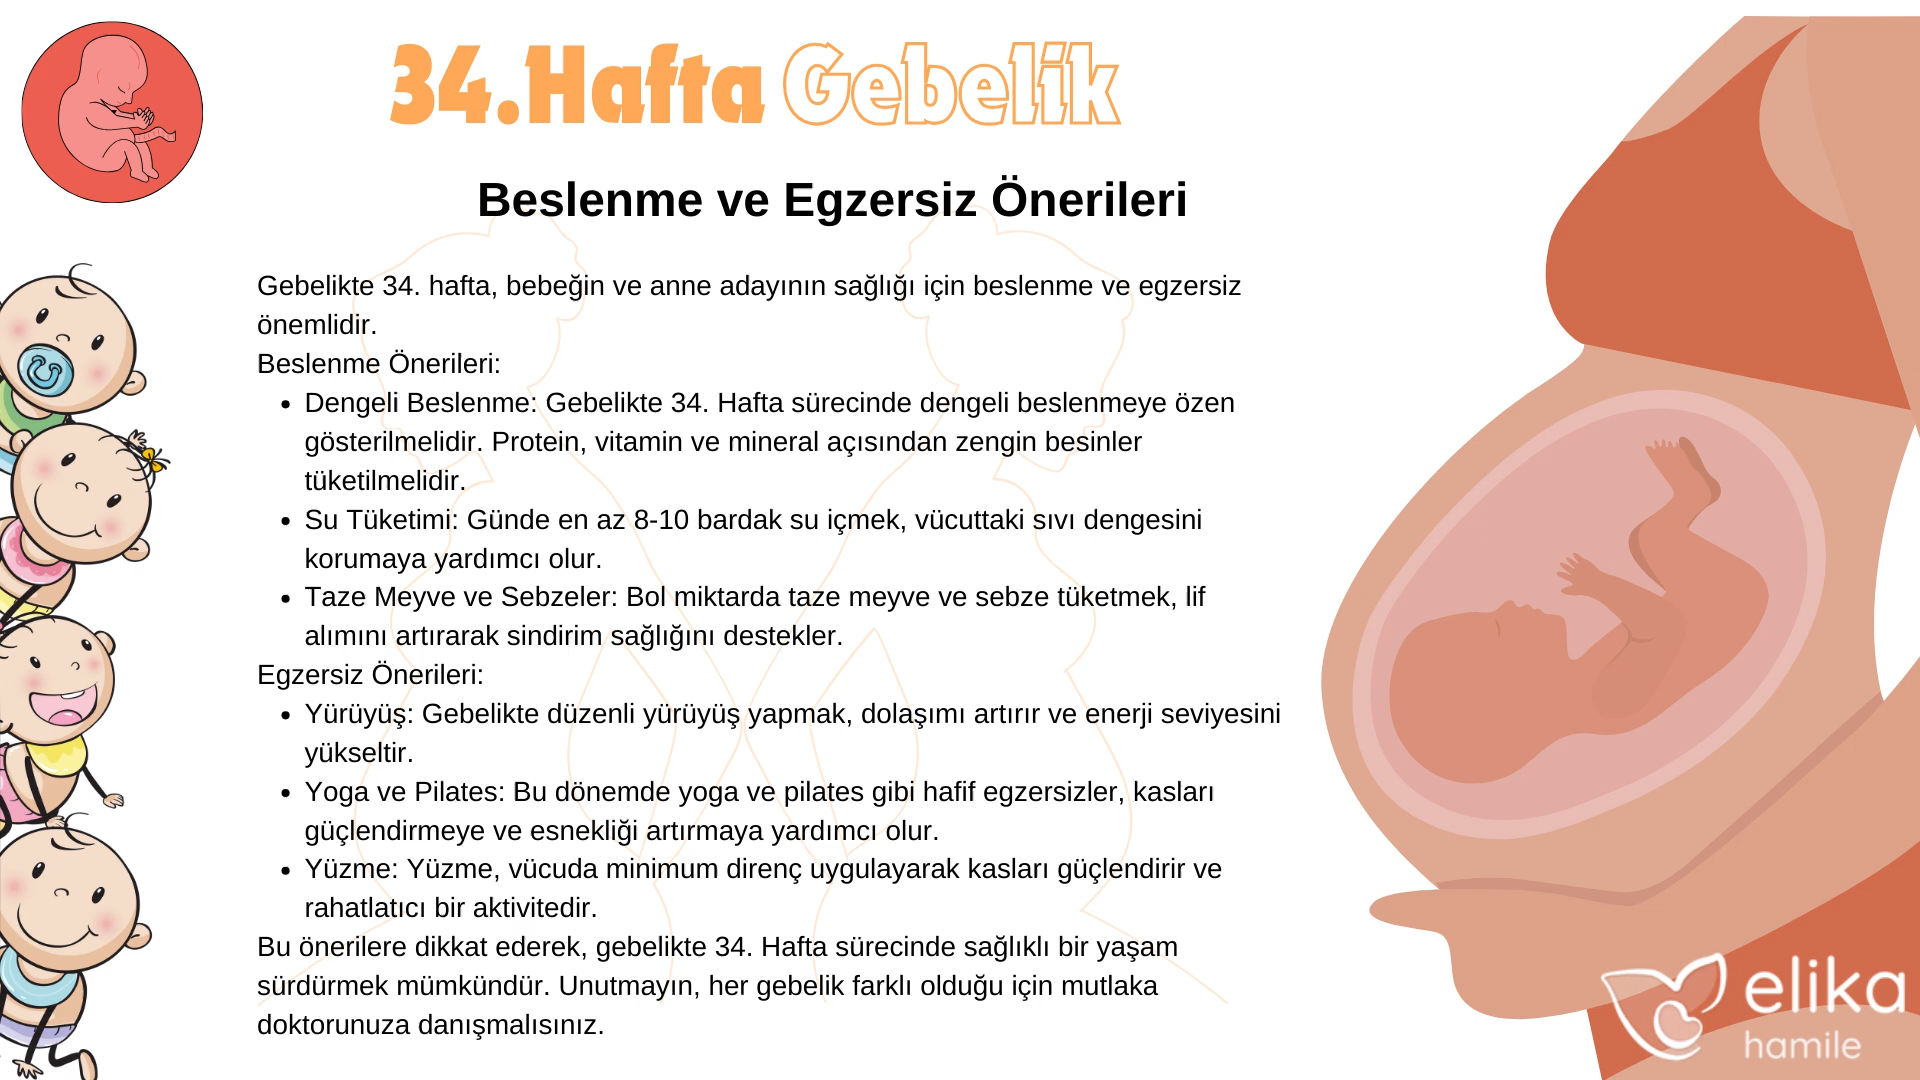 34.Hafta Gebelik
Beslenme ve Egzersiz Önerileri
Gebelikte 34. hafta, bebeğin ve anne adayının sağlığı için beslenme ve egzersiz
önemlidir.
Beslenme Önerileri:
• Dengeli Beslenme: Gebelikte 34. Hafta sürecinde dengeli beslenmeye özen
gösterilmelidir. Protein, vitamin ve mineral açısından zengin besinler
tüketilmelidir.
• Su Tüketimi: Günde en az 8-10 bardak su içmek, vücuttaki sıvı dengesini
korumaya yardımcı olur.
• Taze Meyve ve Sebzeler: Bol miktarda taze meyve ve sebze tüketmek, lif
alımını artırarak sindirim sağlığını destekler.
Egzersiz Önerileri:
• Yürüyüş: Gebelikte düzenli yürüyüş yapmak, dolaşımı artırır ve enerji seviyesini
yükseltir.
• Yoga ve Pilates: Bu dönemde yoga ve pilates gibi hafif egzersizler, kasları
güçlendirmeye ve esnekliği artırmaya yardımcı olur.
• Yüzme: Yüzme, vücuda minimum direnç uygulayarak kasları güçlendirir ve
rahatlatıcı bir aktivitedir.
Bu önerilere dikkat ederek, gebelikte 34. Hafta sürecinde sağlıklı bir yaşam
sürdürmek mümkündür. Unutmayın, her gebelik farklı olduğu için mutlaka
doktorunuza danışmalısınız.
elika
hamile